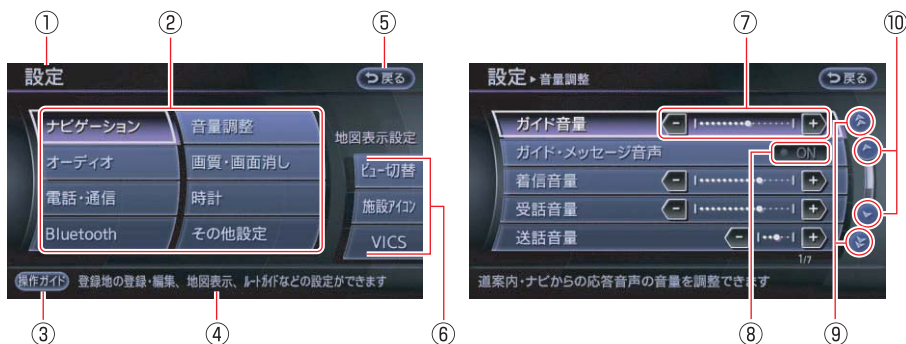 ① ② ⑤ ⑦ ⑩
設定
戻る
ナビゲーション
音量調整
オーディオ
画質・画面消し
電話・通信
時計
Bluetooth
その他設定
地図表示設定
ビュー切替
施設アイコン
VICS
操作ガイド 登録地の登録・編集、地図表示、ルートガイドなどの設定ができます
③ ④ ⑥
設定▸音量調整
戻る
ガイド音量 - +
ガイド・メッセージ音声 ON
着信音量 - +
受話音量 - +
送話音量 - +
1/7
道案内・ナビからの応答音声の音量を調整できます
⑧ ⑨